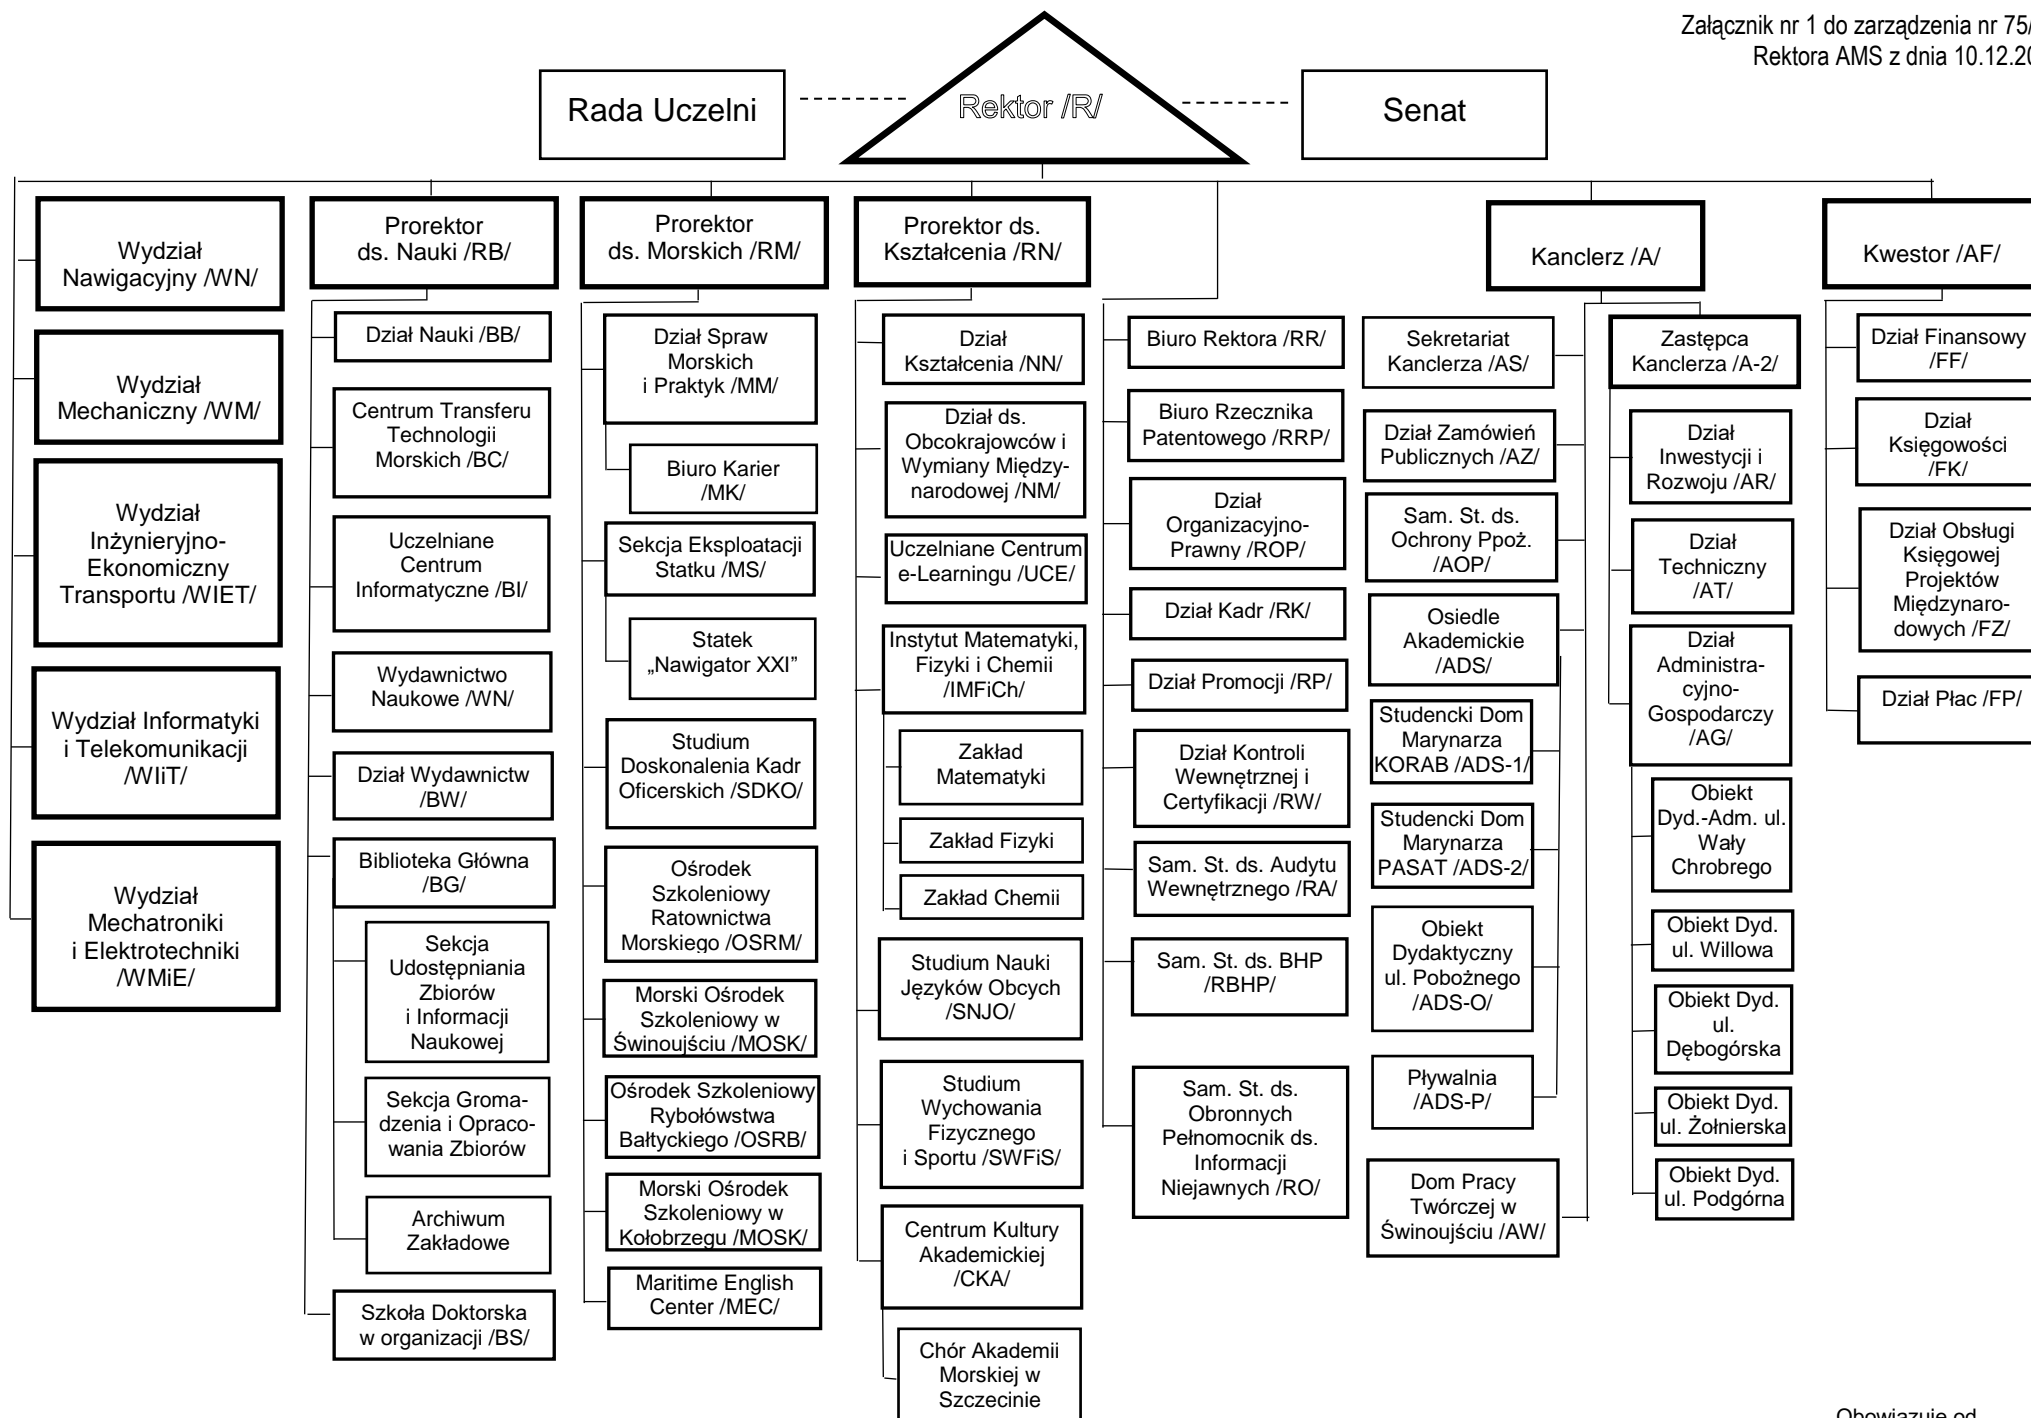 Załącznik nr 1 do zarządzenia nr 75/
Rektora AMS z dnia 10.12.20
Rada Uczelni
Rektor /R/
Senat
Wydział
Nawigacyjny /WN/
Wydział
Mechaniczny /WM/
Wydział
Inżynieryjno-
Ekonomiczny
Transportu /WIET/
Wydział Informatyki
i Telekomunikacji
/WIiT/
Wydział
Mechatroniki
i Elektrotechniki
/WMiE/
Prorektor
ds. Nauki /RB/
Dział Nauki /BB/
Centrum Transferu
Technologii
Morskich /BC/
Uczelniane
Centrum
Informatyczne /BI/
Wydawnictwo
Naukowe /WN/
Dział Wydawnictw
/BW/
Biblioteka Główna
/BG/
Sekcja
Udostępniania
Zbiorów
i Informacji
Naukowej
Sekcja Groma-
dzenia i Opraco-
wania Zbiorów
Archiwum
Zakładowe
Szkoła Doktorska
w organizacji /BS/
Prorektor
ds. Morskich /RM/
Dział Spraw
Morskich
i Praktyk /MM/
Biuro Karier
/MK/
Sekcja Eksploatacji
Statku /MS/
Statek
„Nawigator XXI”
Studium
Doskonalenia Kadr
Oficerskich /SDKO/
Ośrodek
Szkoleniowy
Ratownictwa
Morskiego /OSRM/
Morski Ośrodek
Szkoleniowy w
Świnoujściu /MOSK/
Ośrodek Szkoleniowy
Rybołówstwa
Bałtyckiego /OSRB/
Morski Ośrodek
Szkoleniowy w
Kołobrzegu /MOSK/
Maritime English
Center /MEC/
Prorektor ds.
Kształcenia /RN/
Dział
Kształcenia /NN/
Dział ds.
Obcokrajowców i
Wymiany Między-
narodowej /NM/
Uczelniane Centrum
e-Learningu /UCE/
Instytut Matematyki,
Fizyki i Chemii
/IMFiCh/
Zakład
Matematyki
Zakład Fizyki
Zakład Chemii
Studium Nauki
Języków Obcych
/SNJO/
Studium
Wychowania
Fizycznego
i Sportu /SWFiS/
Centrum Kultury
Akademickiej
/CKA/
Chór Akademii
Morskiej w
Szczecinie
Biuro Rektora /RR/
Biuro Rzecznika
Patentowego /RRP/
Dział
Organizacyjno-
Prawny /ROP/
Dział Kadr /RK/
Dział Promocji /RP/
Dział Kontroli
Wewnętrznej i
Certyfikacji /RW/
Sam. St. ds. Audytu
Wewnętrznego /RA/
Sam. St. ds. BHP
/RBHP/
Sam. St. ds.
Obronnych
Pełnomocnik ds.
Informacji
Niejawnych /RO/
Kanclerz /A/
Sekretariat
Kanclerza /AS/
Dział Zamówień
Publicznych /AZ/
Sam. St. ds.
Ochrony Ppoż.
/AOP/
Osiedle
Akademickie
/ADS/
Studencki Dom
Marynarza
KORAB /ADS-1/
Studencki Dom
Marynarza
PASAT /ADS-2/
Obiekt
Dydaktyczny
ul. Pobożnego
/ADS-O/
Pływalnia
/ADS-P/
Dom Pracy
Twórczej w
Świnoujściu /AW/
Zastępca
Kanclerza /A-2/
Dział
Inwestycji i
Rozwoju /AR/
Dział
Techniczny
/AT/
Dział
Administra-
cyjno-
Gospodarczy
/AG/
Obiekt
Dyd.-Adm. ul.
Wały
Chrobrego
Obiekt Dyd.
ul. Willowa
Obiekt Dyd.
ul.
Dębogórska
Obiekt Dyd.
ul. Żołnierska
Obiekt Dyd.
ul. Podgórna
Kwestor /AF/
Dział Finansowy
/FF/
Dział
Księgowości
/FK/
Dział Obsługi
Księgowej
Projektów
Międzynaro-
dowych /FZ/
Dział Płac /FP/
Obowiązuje od